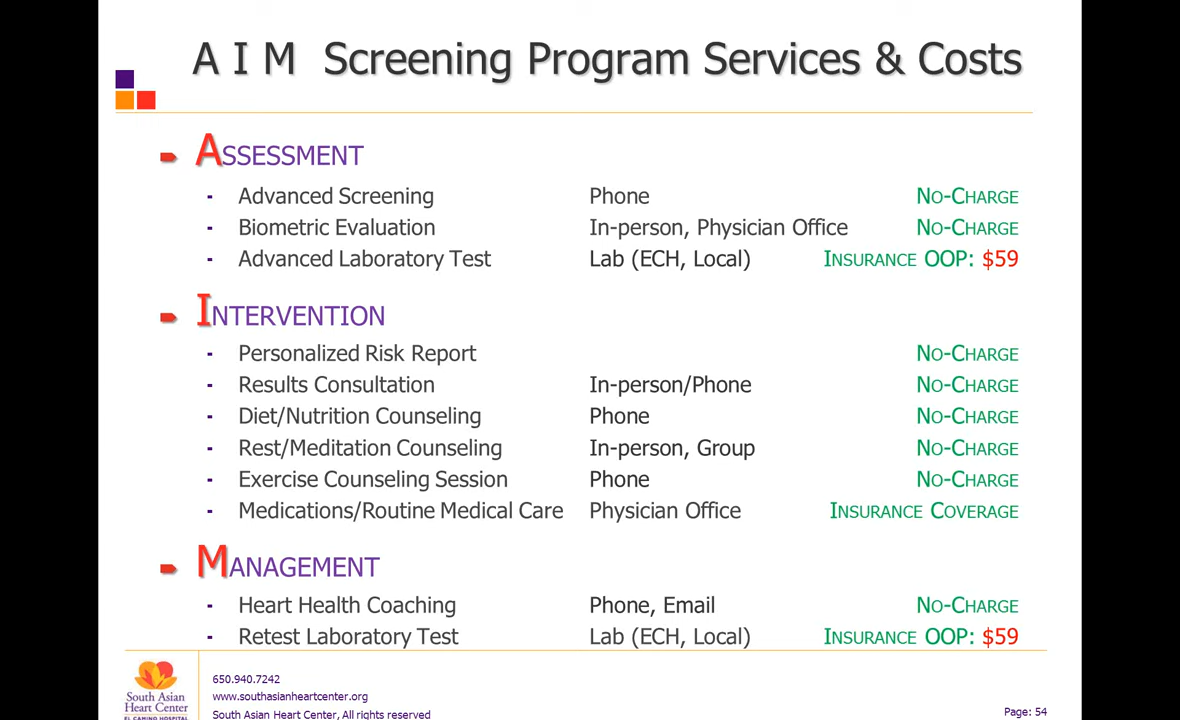 A I M Screening Program Services & Costs
ASSESSMENT
- Advanced Screening Phone NO-CHARGE
- Biometric Evaluation In-person, Physician Office NO-CHARGE
- Advanced Laboratory Test Lab (ECH, Local) INSURANCE OOP: $59
INTERVENTION
- Personalized Risk Report NO-CHARGE
- Results Consultation In-person/Phone NO-CHARGE
- Diet/Nutrition Counseling Phone NO-CHARGE
- Rest/Meditation Counseling In-person, Group NO-CHARGE
- Exercise Counseling Session Phone NO-CHARGE
- Medications/Routine Medical Care Physician Office INSURANCE COVERAGE
MANAGEMENT
- Heart Health Coaching Phone, Email NO-CHARGE
- Retest Laboratory Test Lab (ECH, Local) INSURANCE OOP: $59
South Asian
Heart Center
EL CAMINO HOSPITAL
650.940.7242
www.southasianheartcenter.org
South Asian Heart Center, All rights reserved
Page: 54